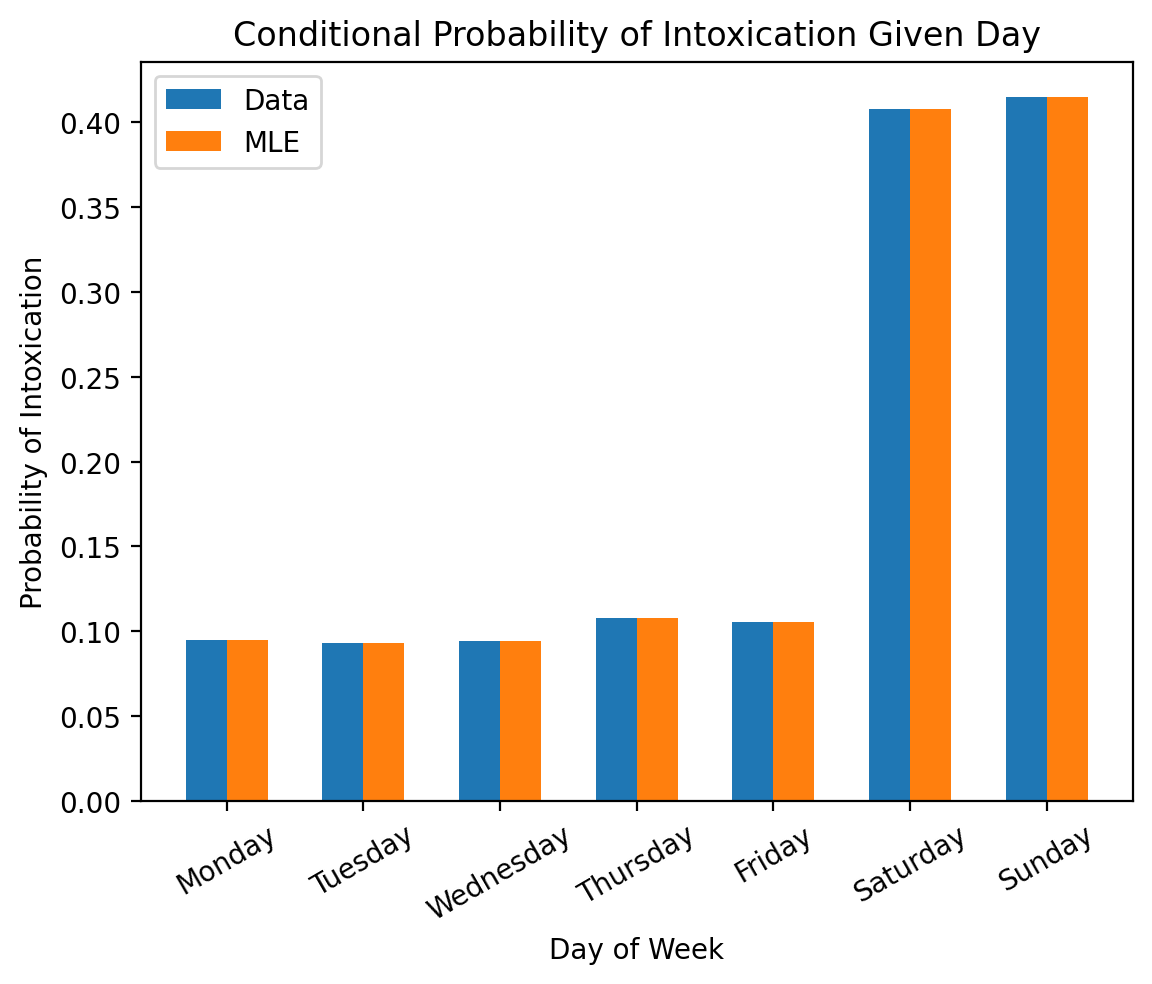 Conditional Probability of Intoxication Given Day
Data
MLE
Probability of Intoxication
0.40
0.35
0.30
0.25
0.20
0.15
0.10
0.05
0.00
Monday
Tuesday
Wednesday
Thursday
Friday
Saturday
Sunday
Day of Week